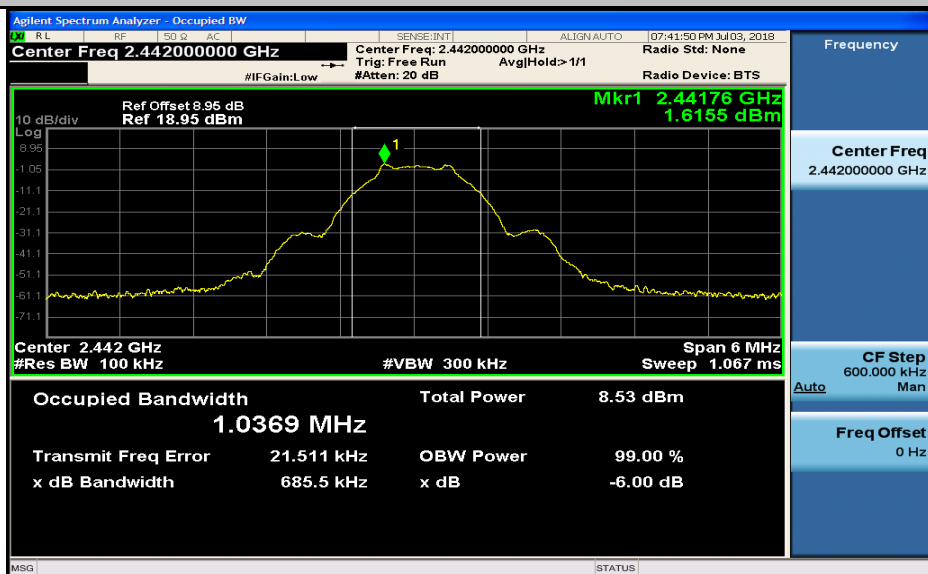 Agilent Spectrum Analyzer - Occupied BW
LXI RL RF 50 Ω AC SENSE:INT ALIGN AUTO 07:41:50 PM Jul 03, 2018
Center Freq 2.442000000 GHz
Center Freq: 2.442000000 GHz
Radio Std: None
Trig: Free Run Avg|Hold:>1/1
#IFGain:Low
#Atten: 20 dB
Radio Device: BTS
Mkr1 2.44176 GHz
1.6155 dBm
Ref Offset 8.95 dB
10 dB/div Ref 18.95 dBm
Log
1
8.95
-1.05
-11.1
-21.1
-31.1
-41.1
-51.1
-61.1
-71.1
Center 2.442 GHz Span 6 MHz
#Res BW 100 kHz #VBW 300 kHz Sweep 1.067 ms
Occupied Bandwidth Total Power 8.53 dBm
1.0369 MHz
Transmit Freq Error 21.511 kHz OBW Power 99.00 %
x dB Bandwidth 685.5 kHz x dB -6.00 dB
MSG STATUS
Frequency
Center Freq
2.442000000 GHz
CF Step
600.000 kHz
Auto Man
Freq Offset
0 Hz